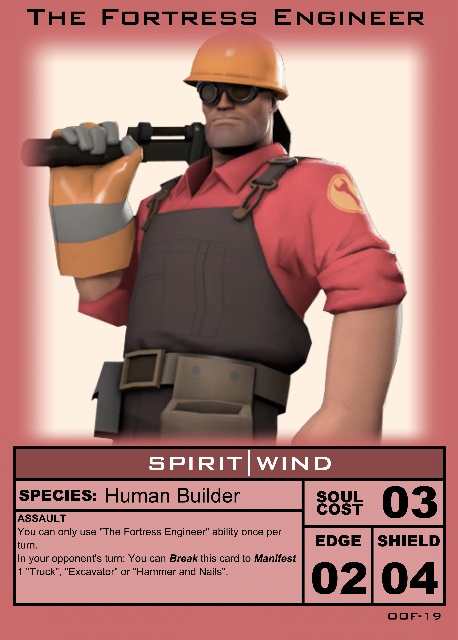 The Fortress Engineer
SPIRIT|WIND
SPECIES: Human Builder
ASSAULT
You can only use "The Fortress Engineer" ability once per
turn.
In your opponent's turn: You can Break this card to Manifest
1 "Truck", "Excavator" or "Hammer and Nails".
SOUL
COST 03
EDGE
02
SHIELD
04
OOF-19